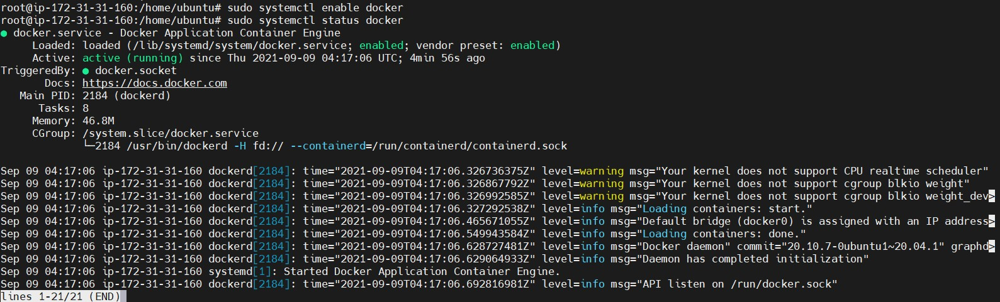 root@ip-172-31-31-160:/home/ubuntu# sudo systemctl enable docker
root@ip-172-31-31-160:/home/ubuntu# sudo systemctl status docker
● docker.service - Docker Application Container Engine
     Loaded: loaded (/lib/systemd/system/docker.service; enabled; vendor preset: enabled)
     Active: active (running) since Thu 2021-09-09 04:17:06 UTC; 4min 56s ago
TriggeredBy: ● docker.socket
       Docs: https://docs.docker.com
   Main PID: 2184 (dockerd)
      Tasks: 8
     Memory: 46.8M
     CGroup: /system.slice/docker.service
             └─2184 /usr/bin/dockerd -H fd:// --containerd=/run/containerd/containerd.sock

Sep 09 04:17:06 ip-172-31-31-160 dockerd[2184]: time="2021-09-09T04:17:06.326736375Z" level=warning msg="Your kernel does not support CPU realtime scheduler"
Sep 09 04:17:06 ip-172-31-31-160 dockerd[2184]: time="2021-09-09T04:17:06.326867792Z" level=warning msg="Your kernel does not support cgroup blkio weight"
Sep 09 04:17:06 ip-172-31-31-160 dockerd[2184]: time="2021-09-09T04:17:06.326992585Z" level=warning msg="Your kernel does not support cgroup blkio weight_dev>
Sep 09 04:17:06 ip-172-31-31-160 dockerd[2184]: time="2021-09-09T04:17:06.327292538Z" level=info msg="Loading containers: start."
Sep 09 04:17:06 ip-172-31-31-160 dockerd[2184]: time="2021-09-09T04:17:06.465671055Z" level=info msg="Default bridge (docker0) is assigned with an IP address>
Sep 09 04:17:06 ip-172-31-31-160 dockerd[2184]: time="2021-09-09T04:17:06.549943584Z" level=info msg="Loading containers: done."
Sep 09 04:17:06 ip-172-31-31-160 dockerd[2184]: time="2021-09-09T04:17:06.628727481Z" level=info msg="Docker daemon" commit="20.10.7-0ubuntu1~20.04.1" graphd>
Sep 09 04:17:06 ip-172-31-31-160 dockerd[2184]: time="2021-09-09T04:17:06.629064933Z" level=info msg="Daemon has completed initialization"
Sep 09 04:17:06 ip-172-31-31-160 systemd[1]: Started Docker Application Container Engine.
Sep 09 04:17:06 ip-172-31-31-160 dockerd[2184]: time="2021-09-09T04:17:06.692816981Z" level=info msg="API listen on /run/docker.sock"
lines 1-21/21 (END)